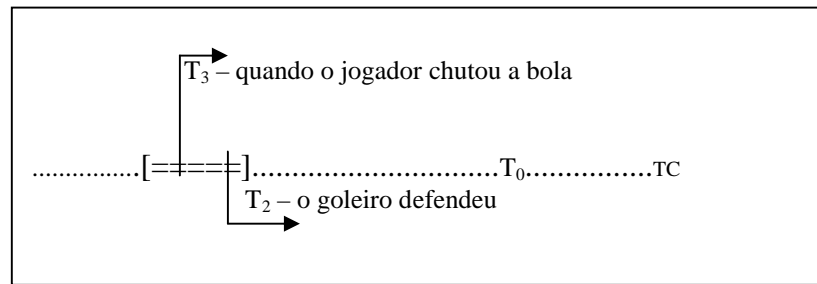 T₃ – quando o jogador chutou a bola
...............[=====]...................................T₀................TC
T₂ – o goleiro defendeu